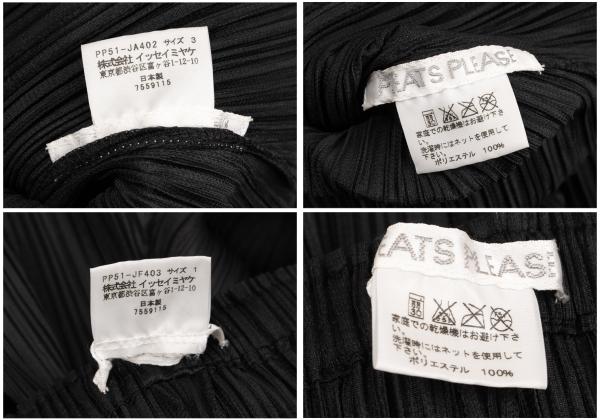 PP51-JA402 サイズ 3
株式会社 イッセイミヤケ
東京都渋谷区富ヶ谷1-12-10
日本製
7559115
PLEATS PLEASE
家庭での乾燥機はお避け下さ
い。
洗濯時にはネットを使用して
下さい。
ポリエステル 100%
PP51-JF403 サイズ 1
株式会社 イッセイミヤケ
東京都渋谷区富ヶ谷1-12-10
日本製
7559115
EATS PLEASE
家庭での乾燥機はお避け下さ
い。
洗濯時にはネットを使用して
下さい。
ポリエステル 100%